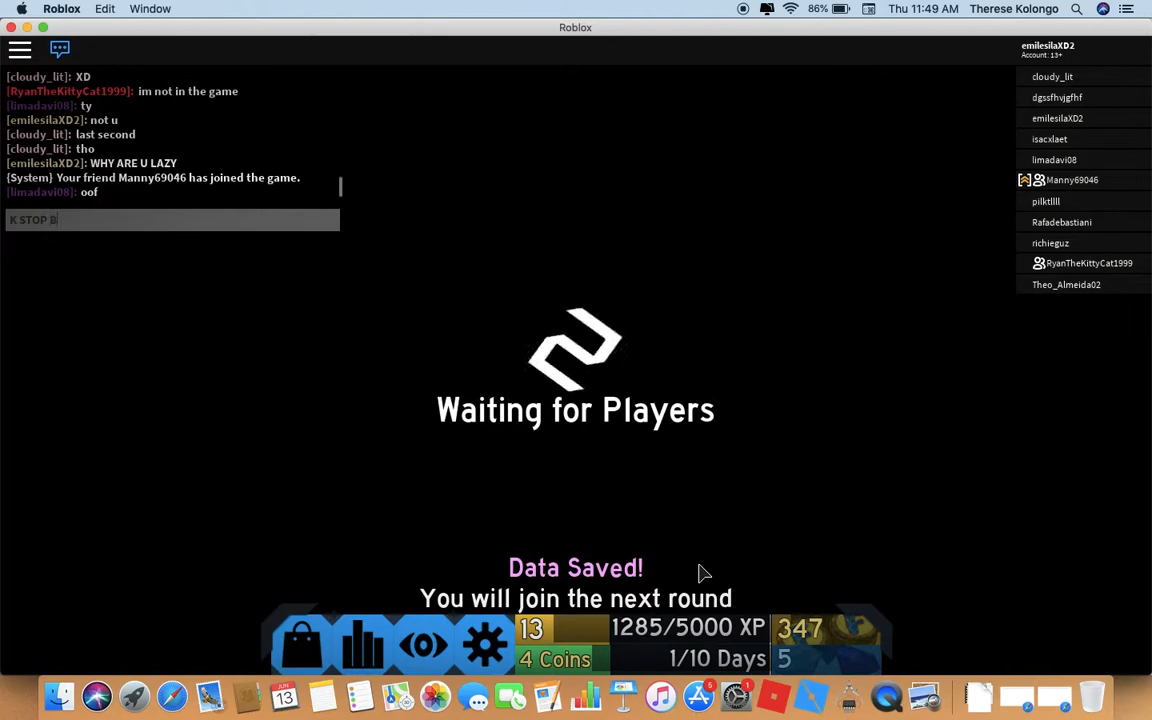 Roblox Edit Window 86% Thu 11:49 AM Therese Kolongo
Roblox
emilesilaXD2
Account: 13+
[cloudy_lit]: XD
[RyanTheKittyCat1999]: im not in the game
[limadavi08]: ty
[emilesilaXD2]: not u
[cloudy_lit]: last second
[cloudy_lit]: tho
[emilesilaXD2]: WHY ARE U LAZY
{System} Your friend Manny69046 has joined the game.
[limadavi08]: oof
K STOP B
cloudy_lit
dgssfhvjgfhf
emilesilaXD2
isacxlaet
limadavi08
Manny69046
pilktllll
Rafadebastiani
richieguz
RyanTheKittyCat1999
Theo_Almeida02
Waiting for Players
Data Saved!
You will join the next round
13 1285/5000 XP 347
4 Coins 1/10 Days 5
JUN
13
6
1